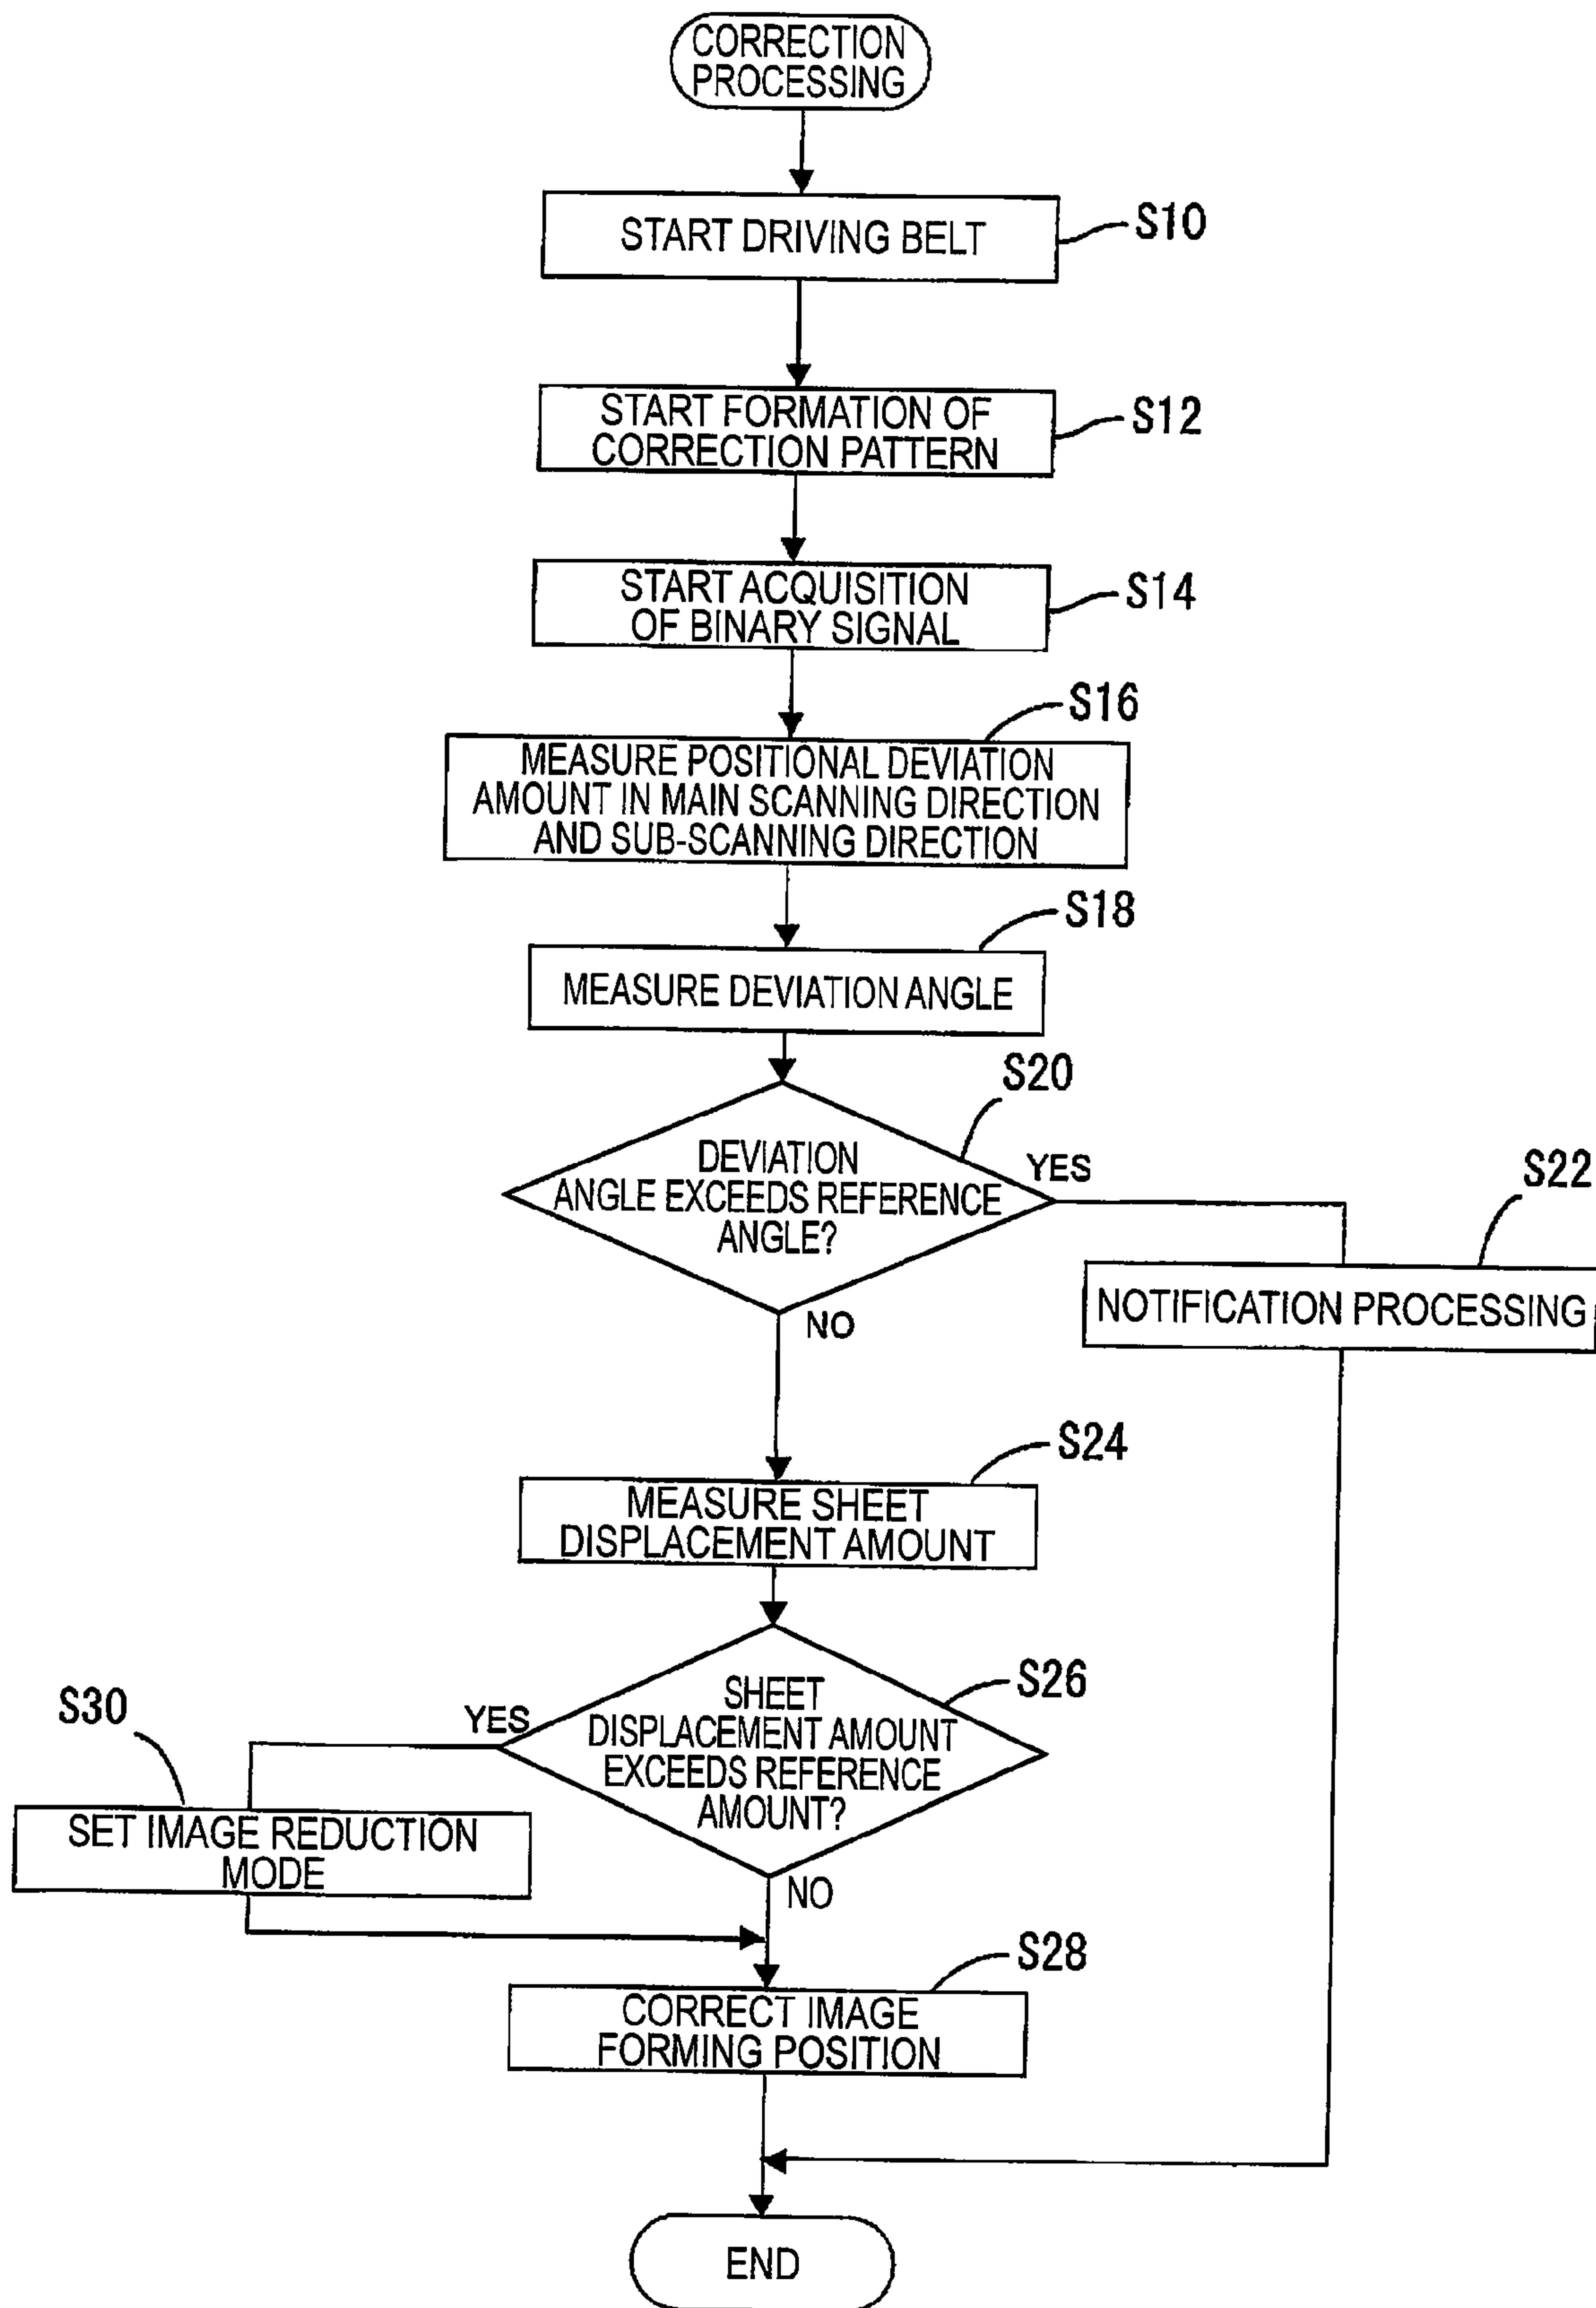 CORRECTION
PROCESSING
START DRIVING BELT
S10
START FORMATION OF
CORRECTION PATTERN
S12
START ACQUISITION
OF BINARY SIGNAL
S14
S16
MEASURE POSITIONAL DEVIATION
AMOUNT IN MAIN SCANNING DIRECTION
AND SUB-SCANNING DIRECTION
S18
MEASURE DEVIATION ANGLE
S20
DEVIATION
ANGLE EXCEEDS REFERENCE
ANGLE?
YES
S22
NOTIFICATION PROCESSING
NO
S24
MEASURE SHEET
DISPLACEMENT AMOUNT
S26
SHEET
DISPLACEMENT AMOUNT
EXCEEDS REFERENCE
AMOUNT?
YES
S30
SET IMAGE REDUCTION
MODE
NO
S28
CORRECT IMAGE
FORMING POSITION
END